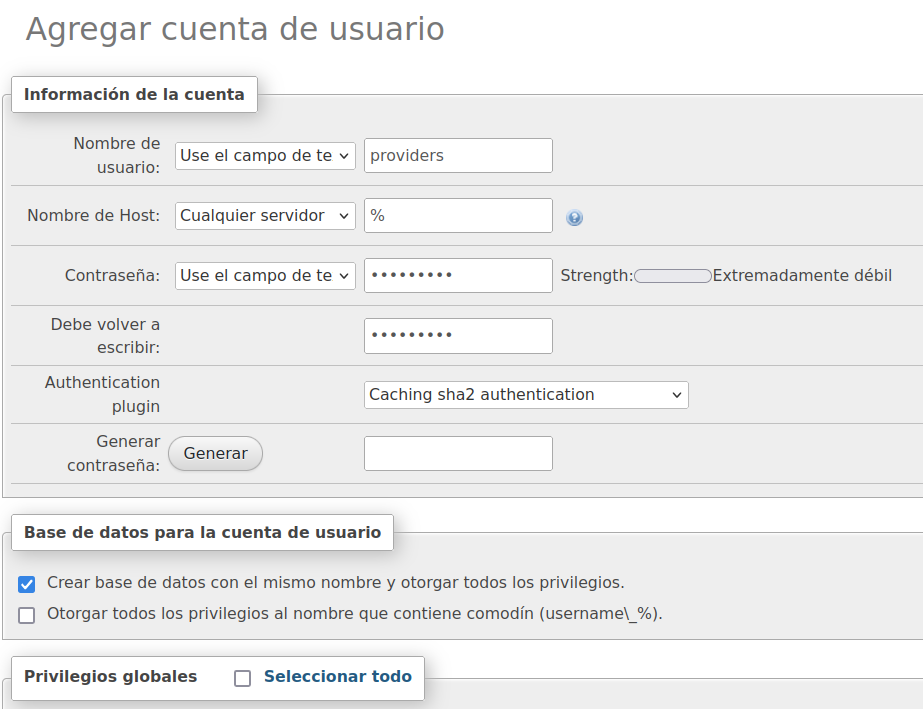 Agregar cuenta de usuario
Información de la cuenta
Nombre de usuario: Use el campo de te providers
Nombre de Host: Cualquier servidor %
Contraseña: Use el campo de te ••••••••• Strength: Extremadamente débil
Debe volver a escribir: •••••••••
Authentication plugin Caching sha2 authentication
Generar contraseña: Generar
Base de datos para la cuenta de usuario
Crear base de datos con el mismo nombre y otorgar todos los privilegios.
Otorgar todos los privilegios al nombre que contiene comodín (username\_%).
Privilegios globales Seleccionar todo